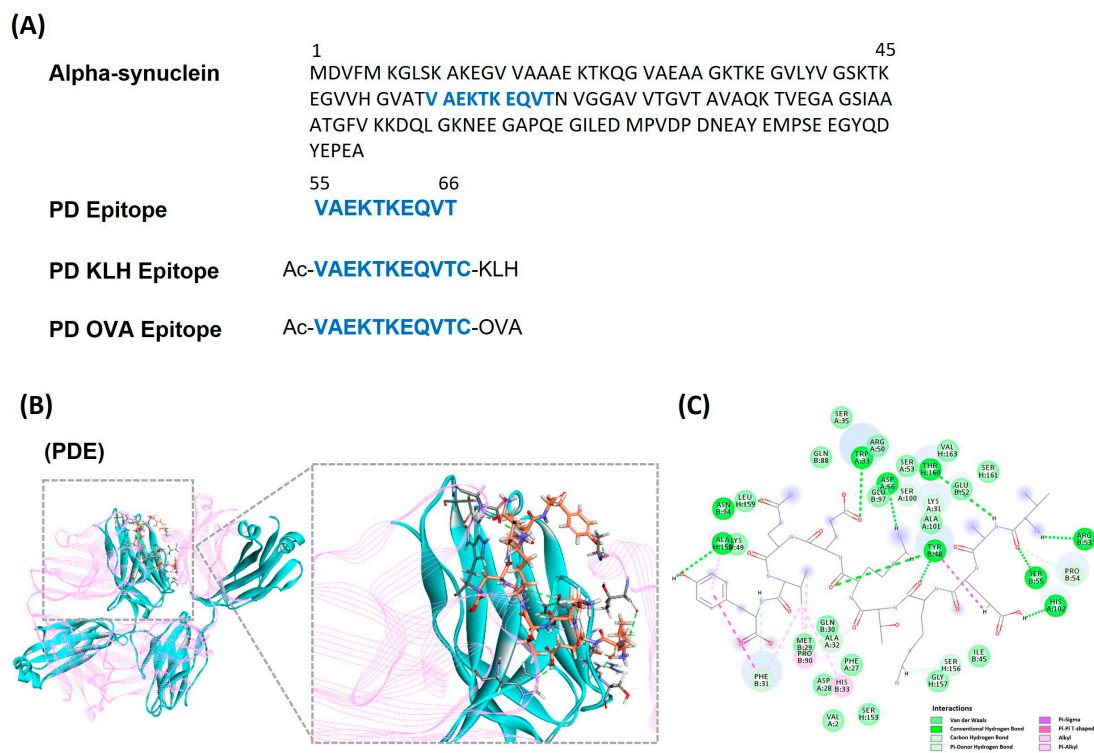 (A)
1 45
Alpha-synuclein MDVFM KGLSK AKEGV VAAAE KTKQG VAEAA GKTKE GVLYV GSKTK
EGVVH GVATV AEKTK EQVTN VGGAV VTGVT AVAQK TVEGA GSIAA
ATGFV KKDQL GKNEE GAPQE GILED MPVDP DNEAY EMPSE EGYQD
YEPEA
55 66
PD Epitope VAEKTKEQVT
PD KLH Epitope Ac-VAEKTKEQVTC-KLH
PD OVA Epitope Ac-VAEKTKEQVTC-OVA
(B)
(PDE)
(C)
SER
A:35
ARG
A:50
GLN
B:88
TRP
A:33
SER
A:53
THR
H:160
VAL
H:163
SER
H:161
ASP
A:56
GLU
B:97
SER
A:100
GLU
B:52
LYS
A:31
ASN
B:94
LEU
H:159
ALA
A:101
ALA
H:158
LYS
B:49
TYR
B:48
ARG
B:53
PRO
B:54
SER
B:55
HIS
A:102
GLN
B:30
ALA
A:32
MET
B:29
PRO
B:90
PHE
A:27
ILE
B:45
SER
H:156
GLY
H:157
PHE
B:31
ASP
A:28
HIS
B:33
VAL
A:2
SER
H:153
H
H
H
H
H
H
H
O
O
O
O
Interactions
Van der Waals
Conventional Hydrogen Bond
Carbon Hydrogen Bond
Pi-Donor Hydrogen Bond
Pi-Sigma
Pi-Pi T-shaped
Alkyl
Pi-Alkyl